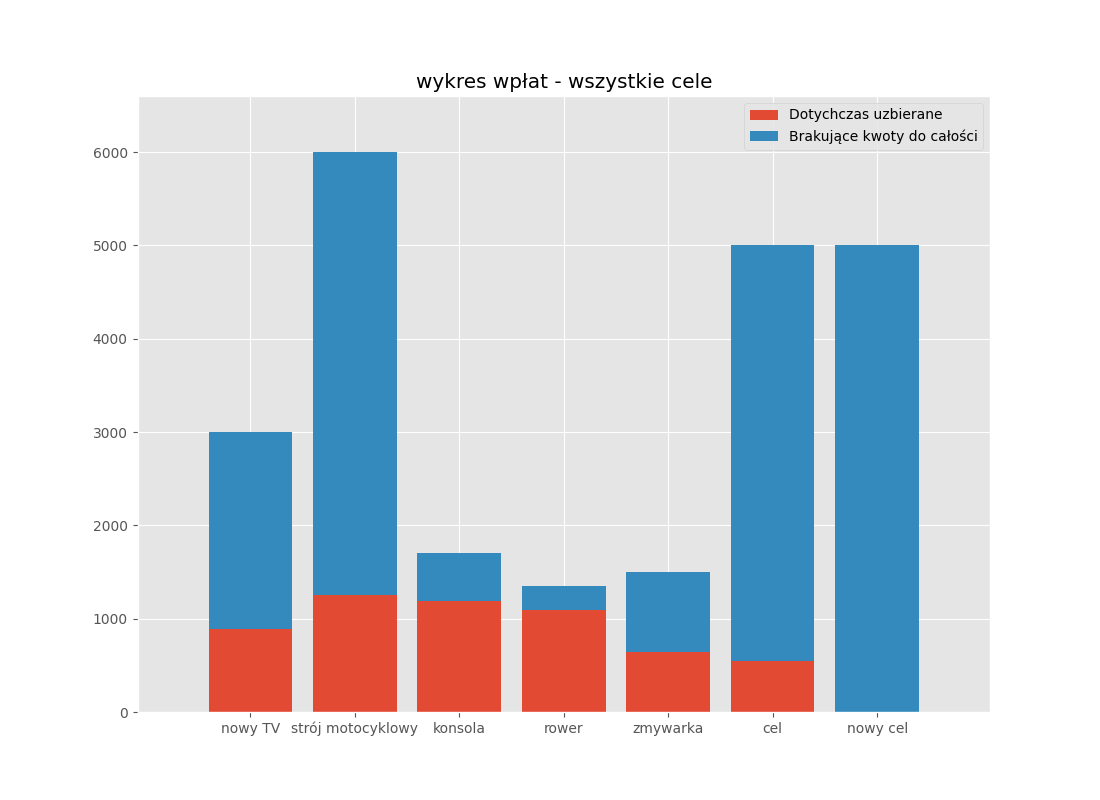 wykres wpłat - wszystkie cele
Dotychczas uzbierane
Brakujące kwoty do całości
6000
5000
4000
3000
2000
1000
0
nowy TV strój motocyklowy konsola rower zmywarka cel nowy cel